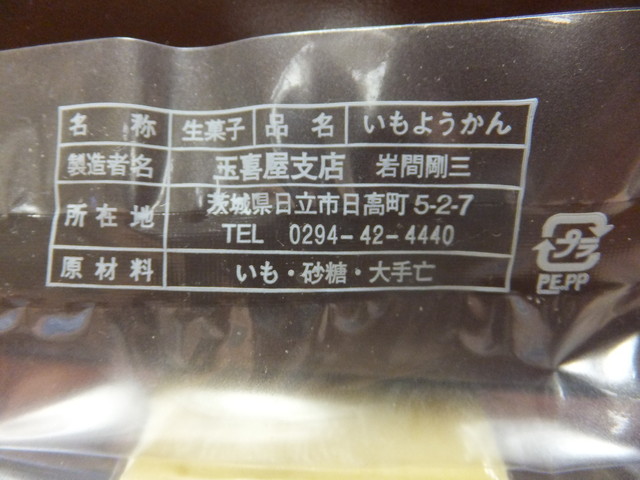 名称 生菓子 品名 いもようかん
製造者名 玉喜屋支店 岩間剛三
所在地 茨城県日立市日高町5-2-7
TEL 0294-42-4440
原材料 いも・砂糖・大手亡
プラ
PE.PP